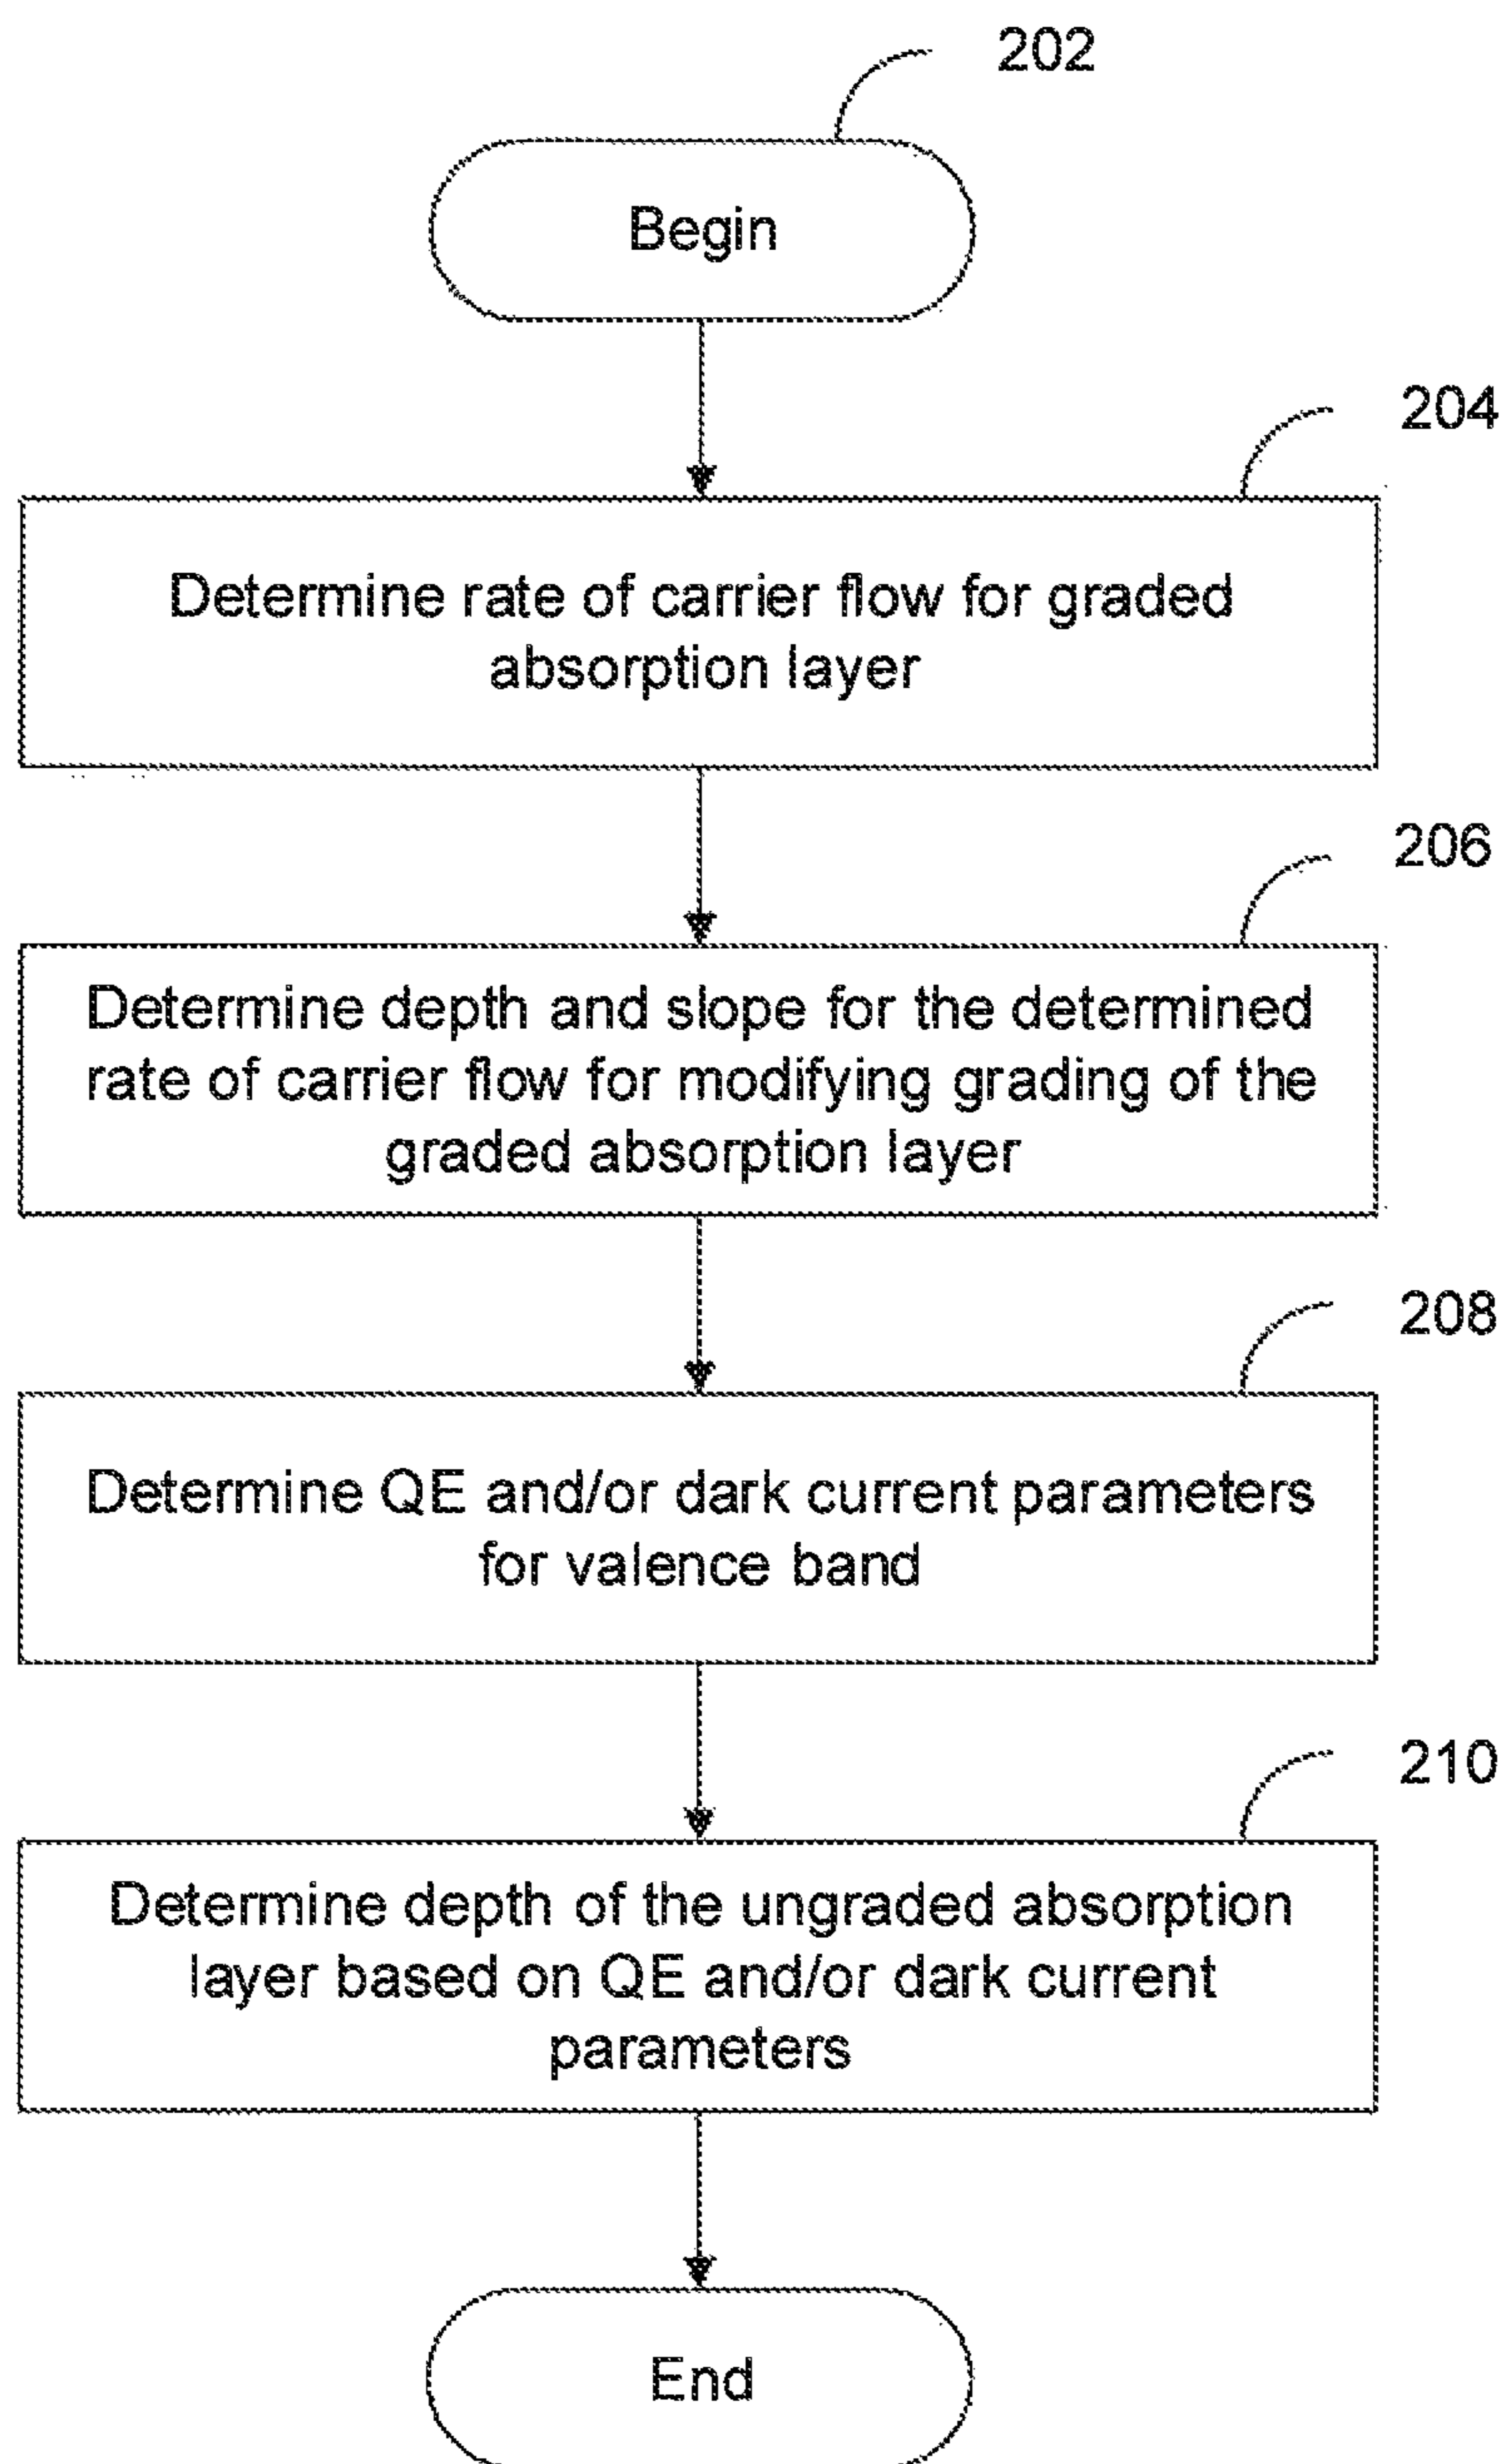 202
Begin
204
Determine rate of carrier flow for graded
absorption layer
206
Determine depth and slope for the determined
rate of carrier flow for modifying grading of the
graded absorption layer
208
Determine QE and/or dark current parameters
for valence band
210
Determine depth of the ungraded absorption
layer based on QE and/or dark current
parameters
End